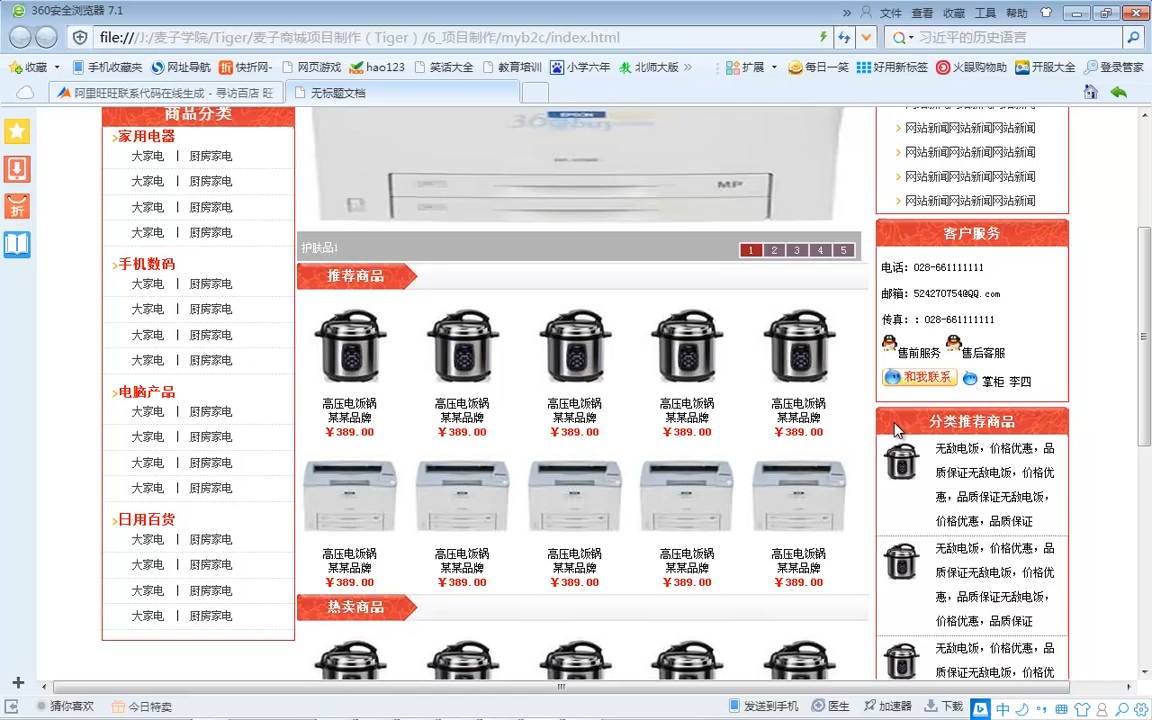 360安全浏览器 7.1
» 文件 查看 收藏 工具 帮助
file:///J:/麦子学院/Tiger/麦子商城项目制作（Tiger）/6_项目制作/myb2c/index.html
习近平的历史语言
收藏 手机收藏夹 网址导航 折 快折网- 网页游戏 hao123 笑话大全 教育培训 小学六年 北师大版 » 扩展 每日一笑 好用新标签 火眼购物助 开服大全 登录管家
阿里旺旺联系代码在线生成 - 寻访百店 旺 无标题文档
商品分类
>家用电器
大家电 | 厨房家电
大家电 | 厨房家电
大家电 | 厨房家电
大家电 | 厨房家电
>手机数码
大家电 | 厨房家电
大家电 | 厨房家电
大家电 | 厨房家电
大家电 | 厨房家电
>电脑产品
大家电 | 厨房家电
大家电 | 厨房家电
大家电 | 厨房家电
大家电 | 厨房家电
>日用百货
大家电 | 厨房家电
大家电 | 厨房家电
大家电 | 厨房家电
大家电 | 厨房家电
EPSON
MP
护肤品1
1 2 3 4 5
推荐商品
高压电饭锅 高压电饭锅 高压电饭锅 高压电饭锅 高压电饭锅
某某品牌 某某品牌 某某品牌 某某品牌 某某品牌
￥389.00 ￥389.00 ￥389.00 ￥389.00 ￥389.00
高压电饭锅 高压电饭锅 高压电饭锅 高压电饭锅 高压电饭锅
某某品牌 某某品牌 某某品牌 某某品牌 某某品牌
￥389.00 ￥389.00 ￥389.00 ￥389.00 ￥389.00
热卖商品
> 网站新闻网站新闻网站新闻
> 网站新闻网站新闻网站新闻
> 网站新闻网站新闻网站新闻
> 网站新闻网站新闻网站新闻
客户服务
电话：028-661111111
邮箱：524270754@QQ.com
传真：：028-661111111
售前服务 售后客服
和我联系 掌柜 李四
分类推荐商品
无敌电饭，价格优惠，品
质保证无敌电饭，价格优
惠，品质保证无敌电饭，
价格优惠，品质保证
无敌电饭，价格优惠，品
质保证无敌电饭，价格优
惠，品质保证无敌电饭，
价格优惠，品质保证
无敌电饭，价格优惠，品
质保证无敌电饭，价格优
折
猜你喜欢 今日特卖
发送到手机 医生 加速器 下载 中